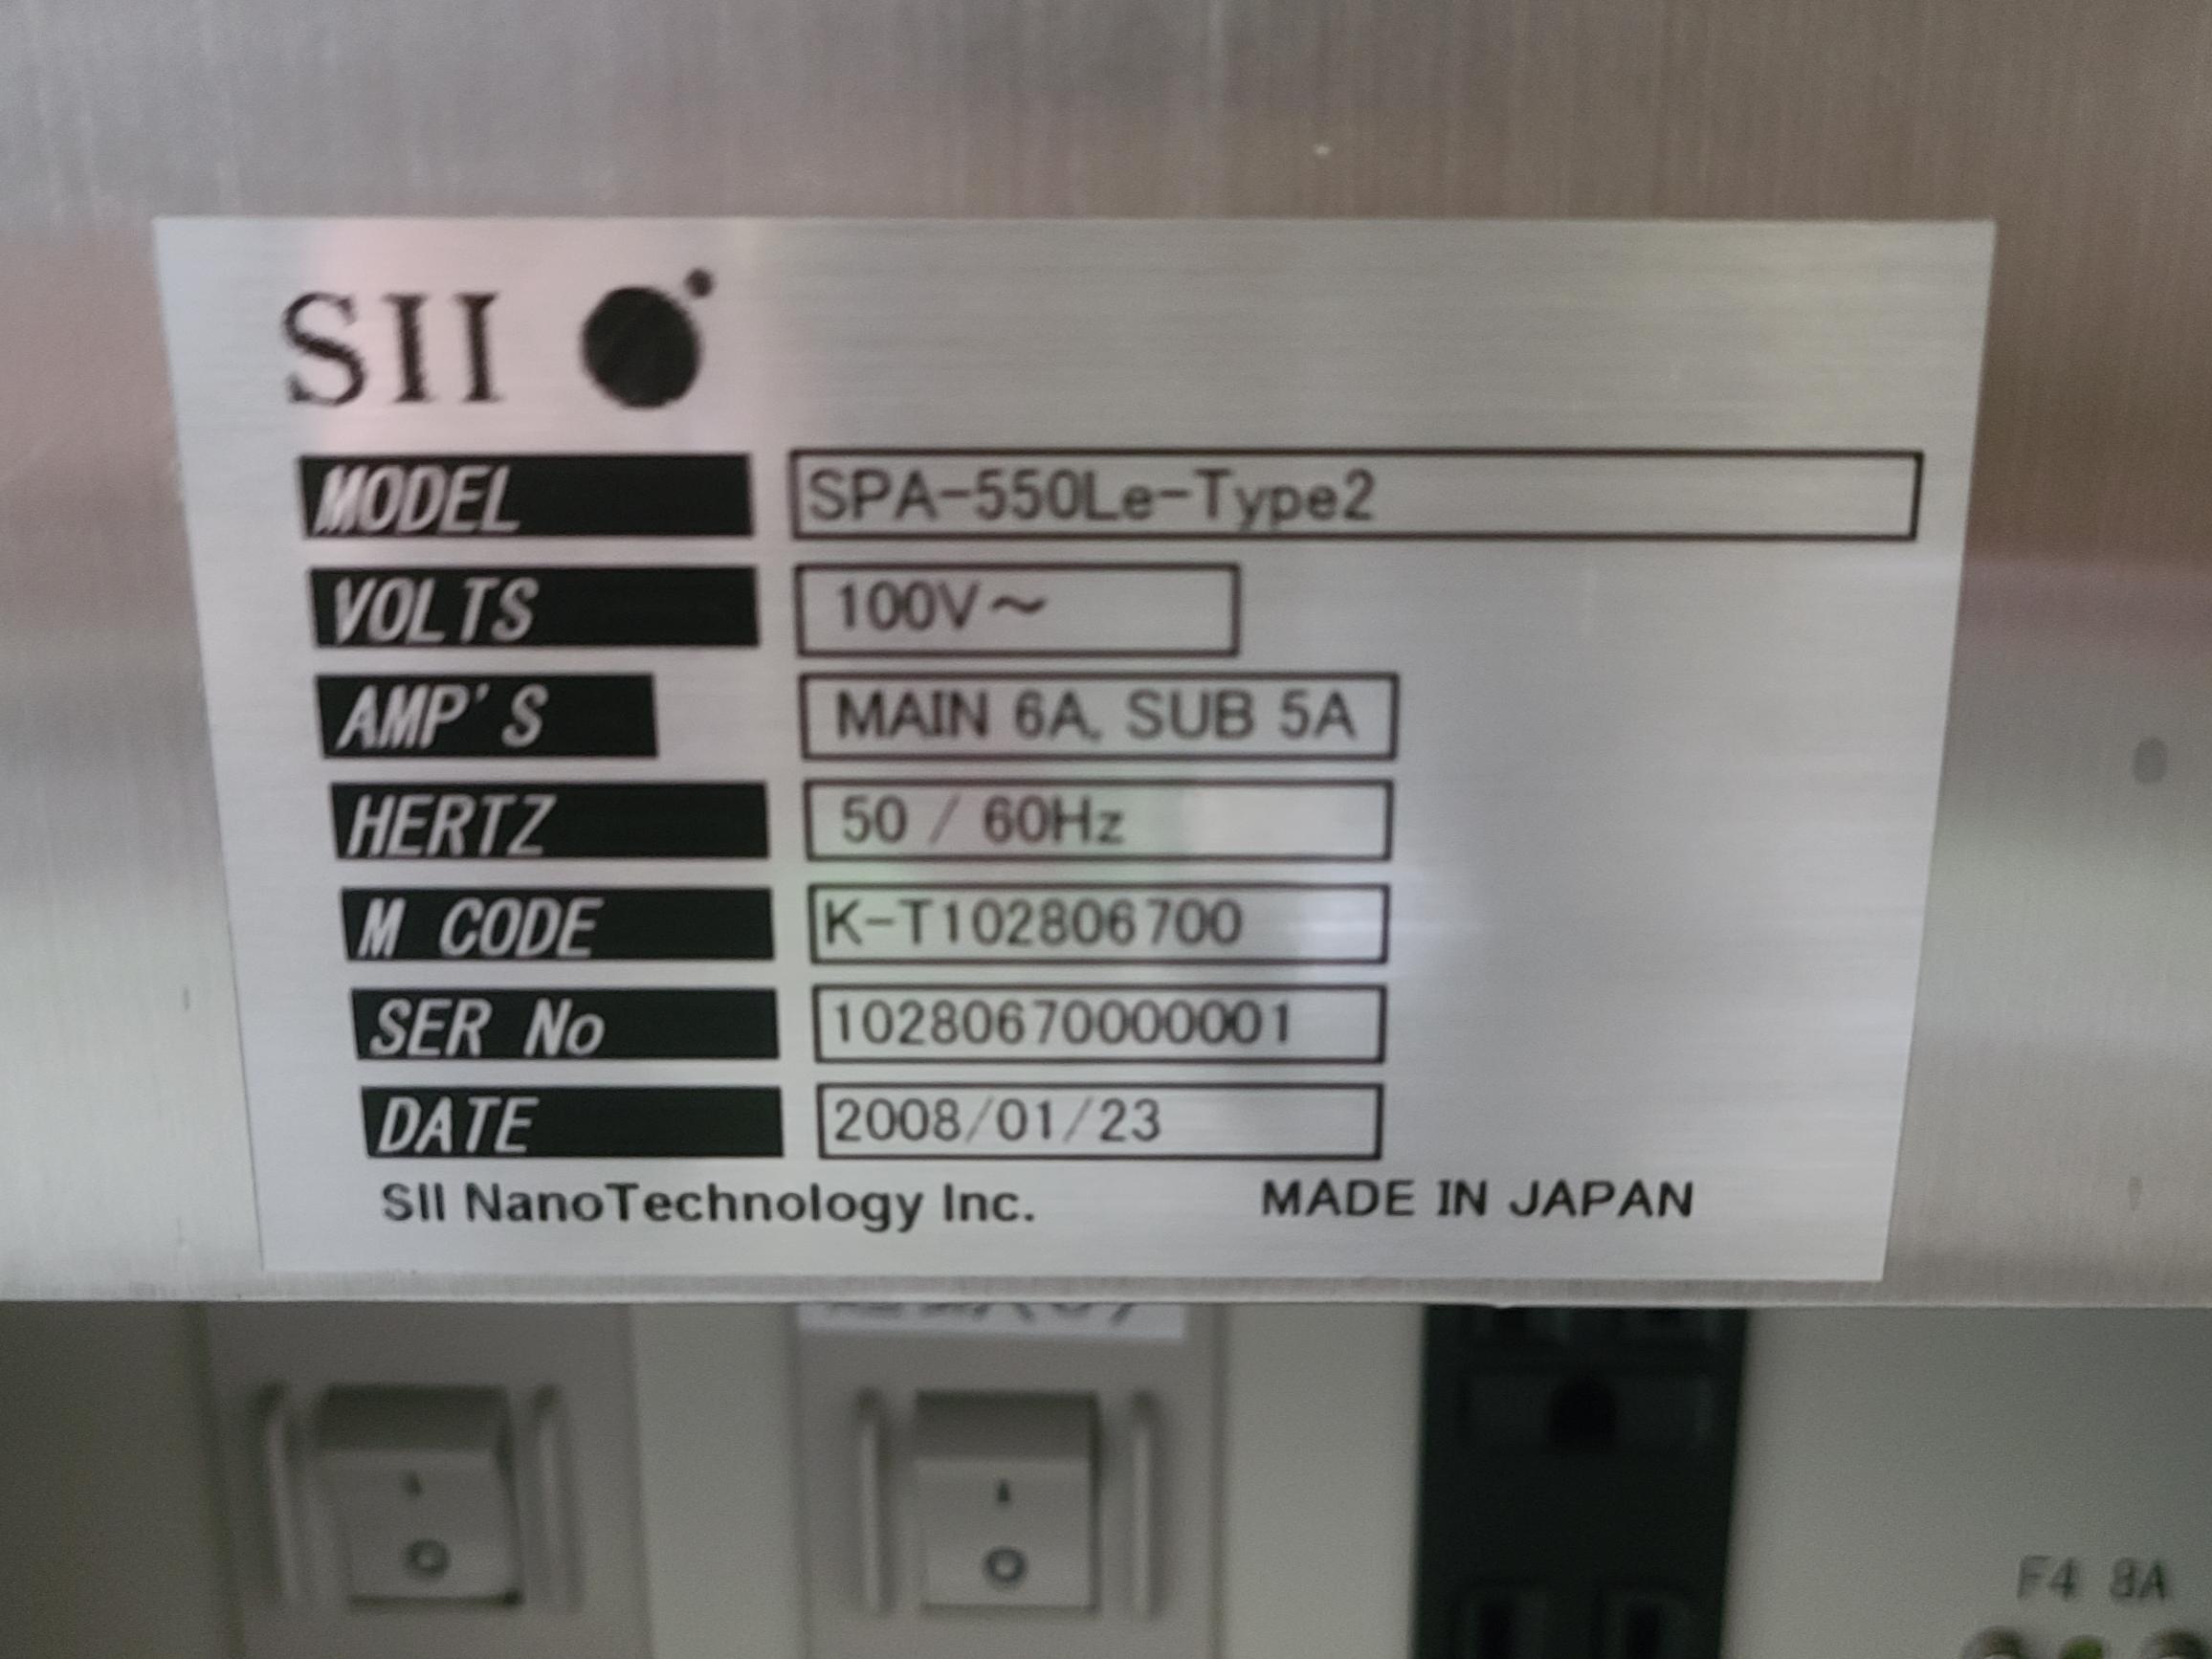 SII
MODEL SPA-550Le-Type2
VOLTS 100V～
AMP'S MAIN 6A, SUB 5A
HERTZ 50 / 60Hz
M CODE K-T102806700
SER No 10280670000001
DATE 2008/01/23
SII NanoTechnology Inc. MADE IN JAPAN
F4 8A